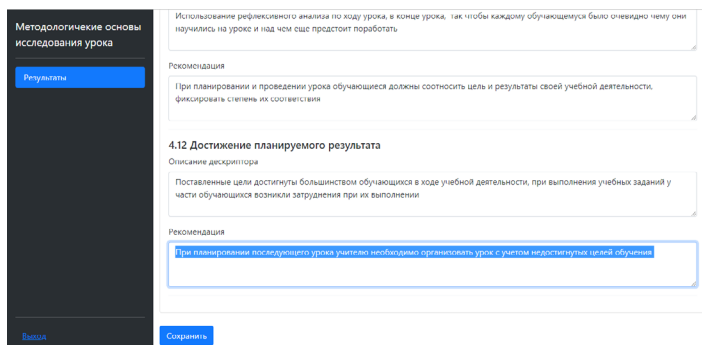 Методологичекие основы
исследования урока
Результаты
Выход
Использование рефлексивного анализа по ходу урока, в конце урока, так чтобы каждому обучающемуся было очевидно чему они
научились на уроке и над чем еще предстоит поработать
Рекомендация
При планировании и проведении урока обучающиеся должны соотносить цель и результаты своей учебной деятельности,
фиксировать степень их соответствия
4.12 Достижение планируемого результата
Описание дескриптора
Поставленные цели достигнуты большинством обучающихся в ходе учебной деятельности, при выполнения учебных заданий у
части обучающихся возникли затруднения при их выполнении
Рекомендация
При планировании последующего урока учителю необходимо организовать урок с учетом недостигнутых целей обучения
Сохранить